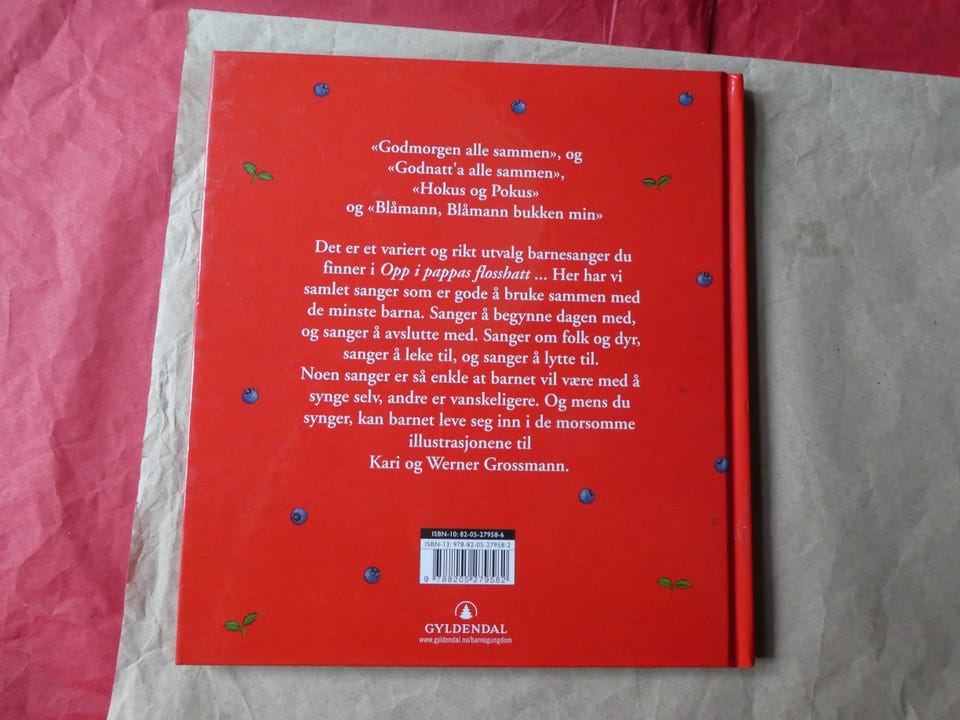 «Godmorgen alle sammen», og
«Godnatt'a alle sammen»,
«Hokus og Pokus»
og «Blåmann, Blåmann bukken min»
Det er et variert og rikt utvalg barnesanger du
finner i Opp i pappas flosshatt ... Her har vi
samlet sanger som er gode å bruke sammen med
de minste barna. Sanger å begynne dagen med,
og sanger å avslutte med. Sanger om folk og dyr,
sanger å leke til, og sanger å lytte til.
Noen sanger er så enkle at barnet vil være med å
synge selv, andre er vanskeligere. Og mens du
synger, kan barnet leve seg inn i de morsomme
illustrasjonene til
Kari og Werner Grossmann.
ISBN-10: 82-05-27958-6
ISBN-13: 978-82-05-27958-2
9 788205 279582
GYLDENDAL
www.gyldendal.no/barnogungdom